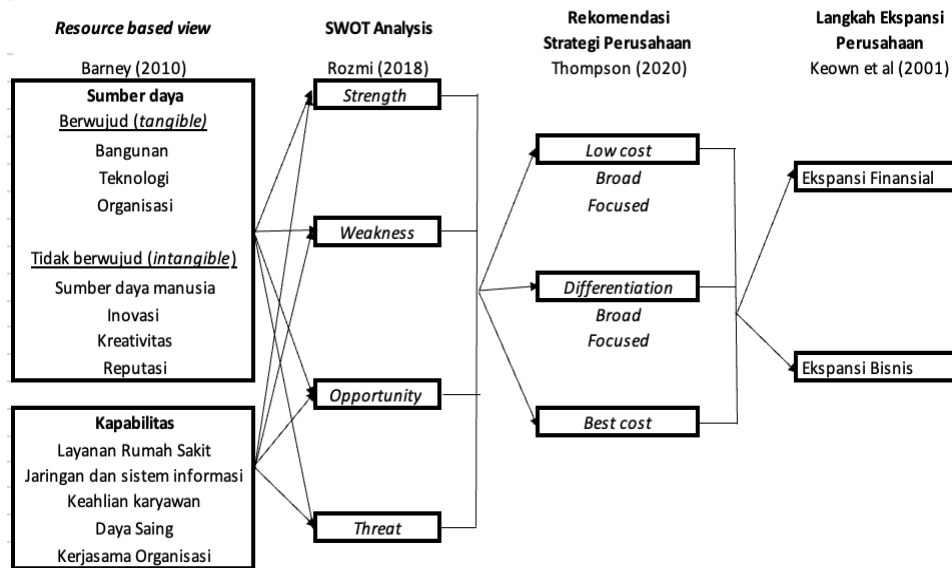 Resource based view
Barney (2010)
Sumber daya
Berwujud (tangible)
Bangunan
Teknologi
Organisasi
Tidak berwujud (intangible)
Sumber daya manusia
Inovasi
Kreativitas
Reputasi
Kapabilitas
Layanan Rumah Sakit
Jaringan dan sistem informasi
Keahlian karyawan
Daya Saing
Kerjasama Organisasi
SWOT Analysis
Rozmi (2018)
Strength
Weakness
Opportunity
Threat
Rekomendasi
Strategi Perusahaan
Thompson (2020)
Low cost
Broad
Focused
Differentiation
Broad
Focused
Best cost
Langkah Ekspansi
Perusahaan
Keown et al (2001)
Ekspansi Finansial
Ekspansi Bisnis